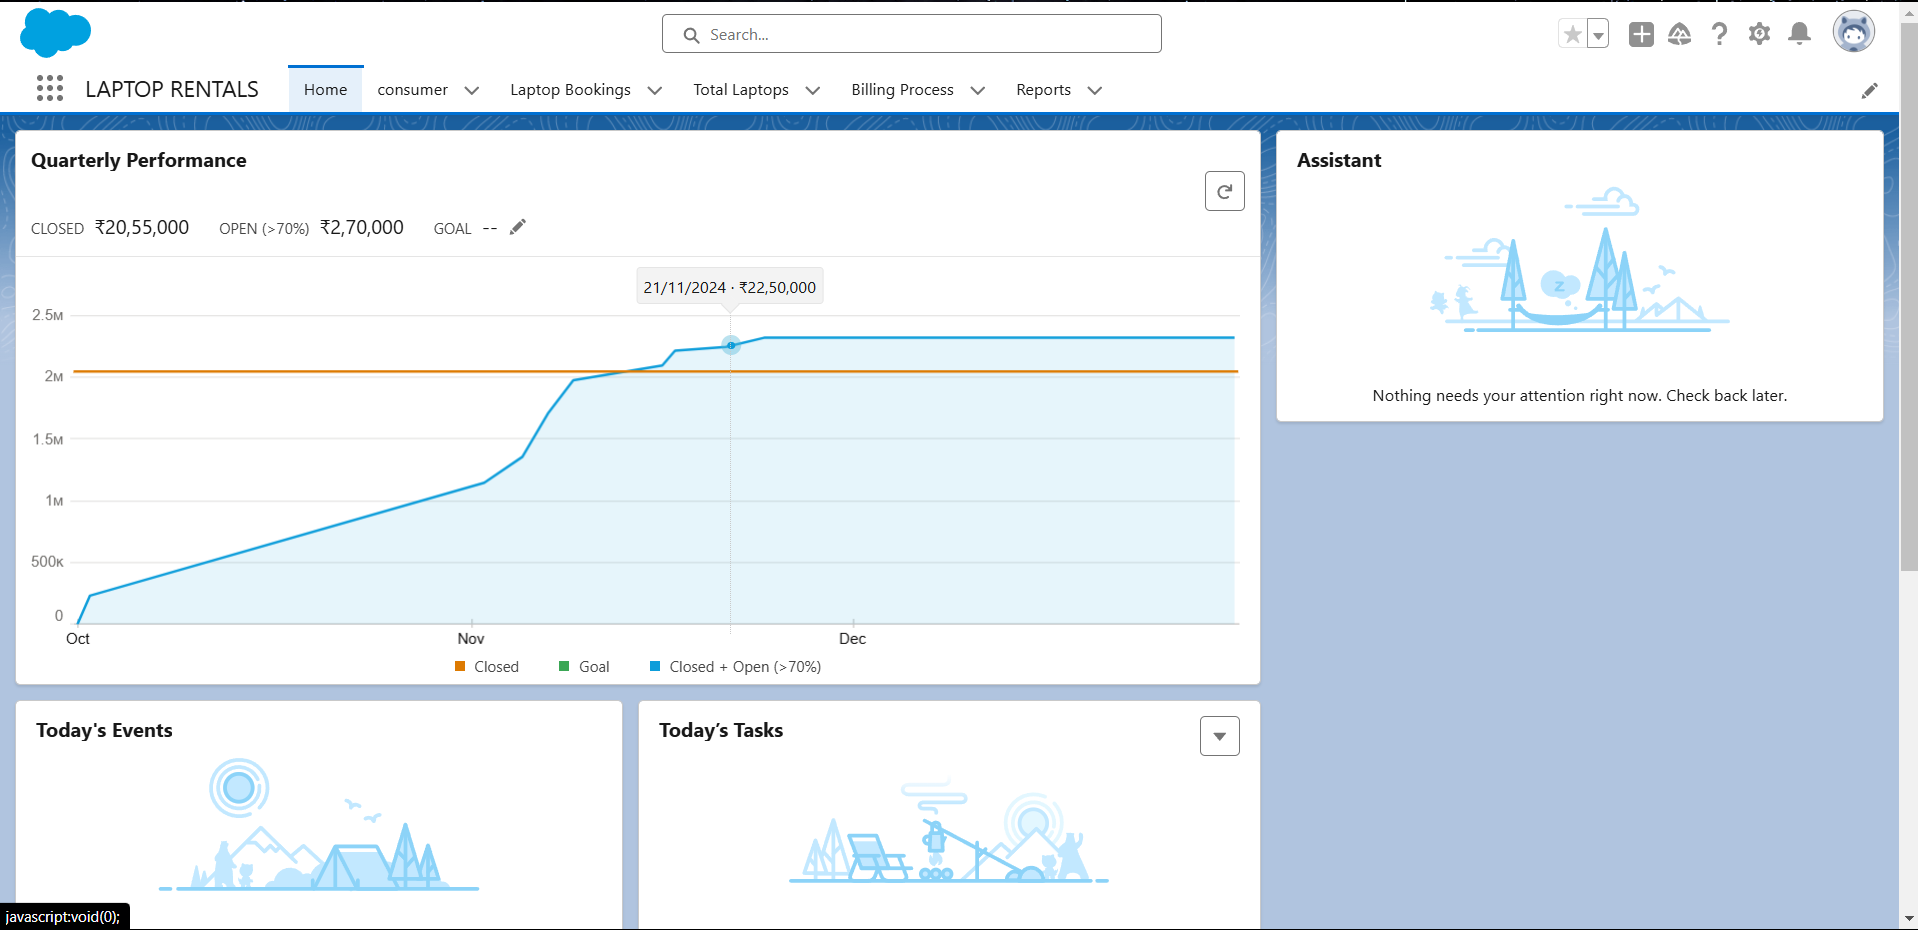 Search...
LAPTOP RENTALS
Home
consumer
Laptop Bookings
Total Laptops
Billing Process
Reports
Quarterly Performance
CLOSED ₹20,55,000 OPEN (>70%) ₹2,70,000 GOAL --
21/11/2024 · ₹22,50,000
2.5M
2M
1.5M
1M
500K
0
Oct Nov Dec
Closed Goal Closed + Open (>70%)
Assistant
z
Nothing needs your attention right now. Check back later.
Today's Events
Today’s Tasks
javascript:void(0);